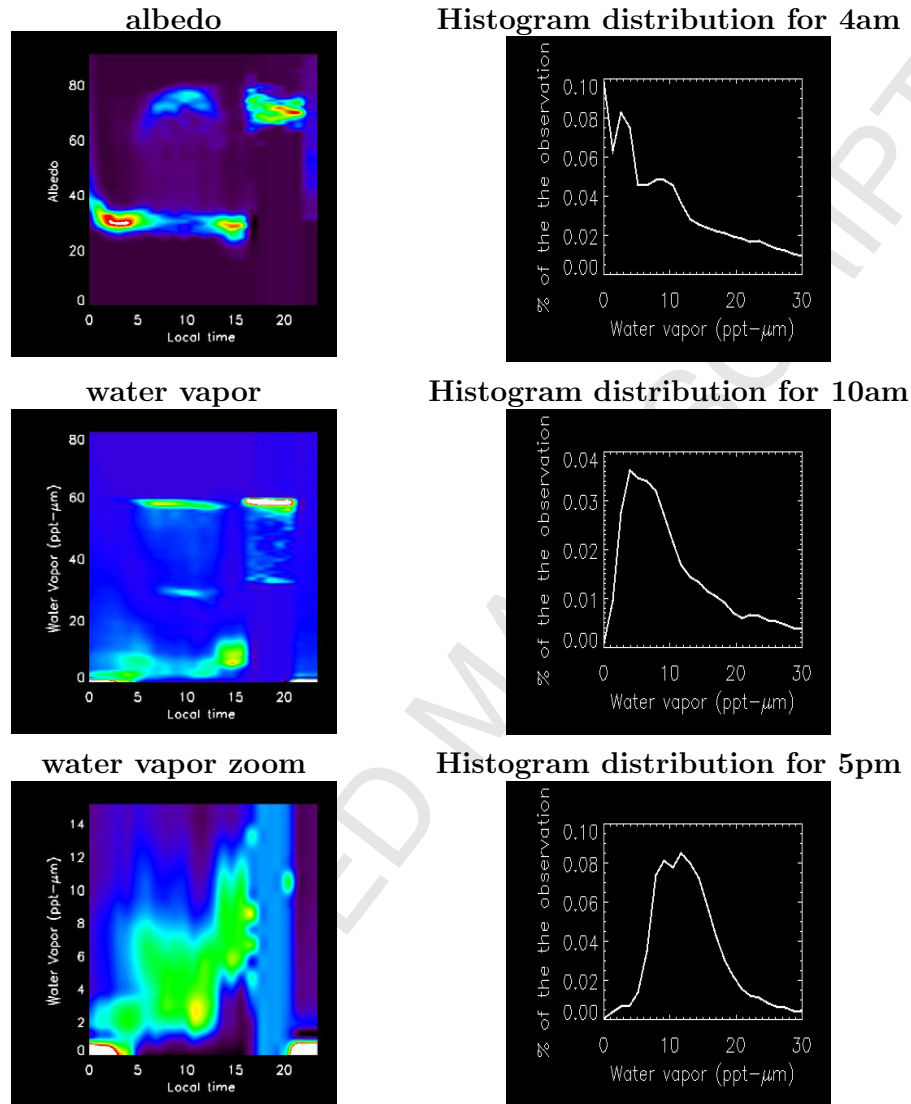 albedo
80
60
40
20
0
Albedo
0 5 10 15 20
Local time
Histogram distribution for 4am
0.10
0.08
0.06
0.04
0.02
0.00
% of the the observation
0 10 20 30
Water vapor (ppt-μm)
water vapor
80
60
40
20
0
Water Vapor (ppt-μm)
0 5 10 15 20
Local time
Histogram distribution for 10am
0.04
0.03
0.02
0.01
0.00
% of the the observation
0 10 20 30
Water vapor (ppt-μm)
water vapor zoom
14
12
10
8
6
4
2
0
Water Vapor (ppt-μm)
0 5 10 15 20
Local time
Histogram distribution for 5pm
0.10
0.08
0.06
0.04
0.02
0.00
% of the the observation
0 10 20 30
Water vapor (ppt-μm)